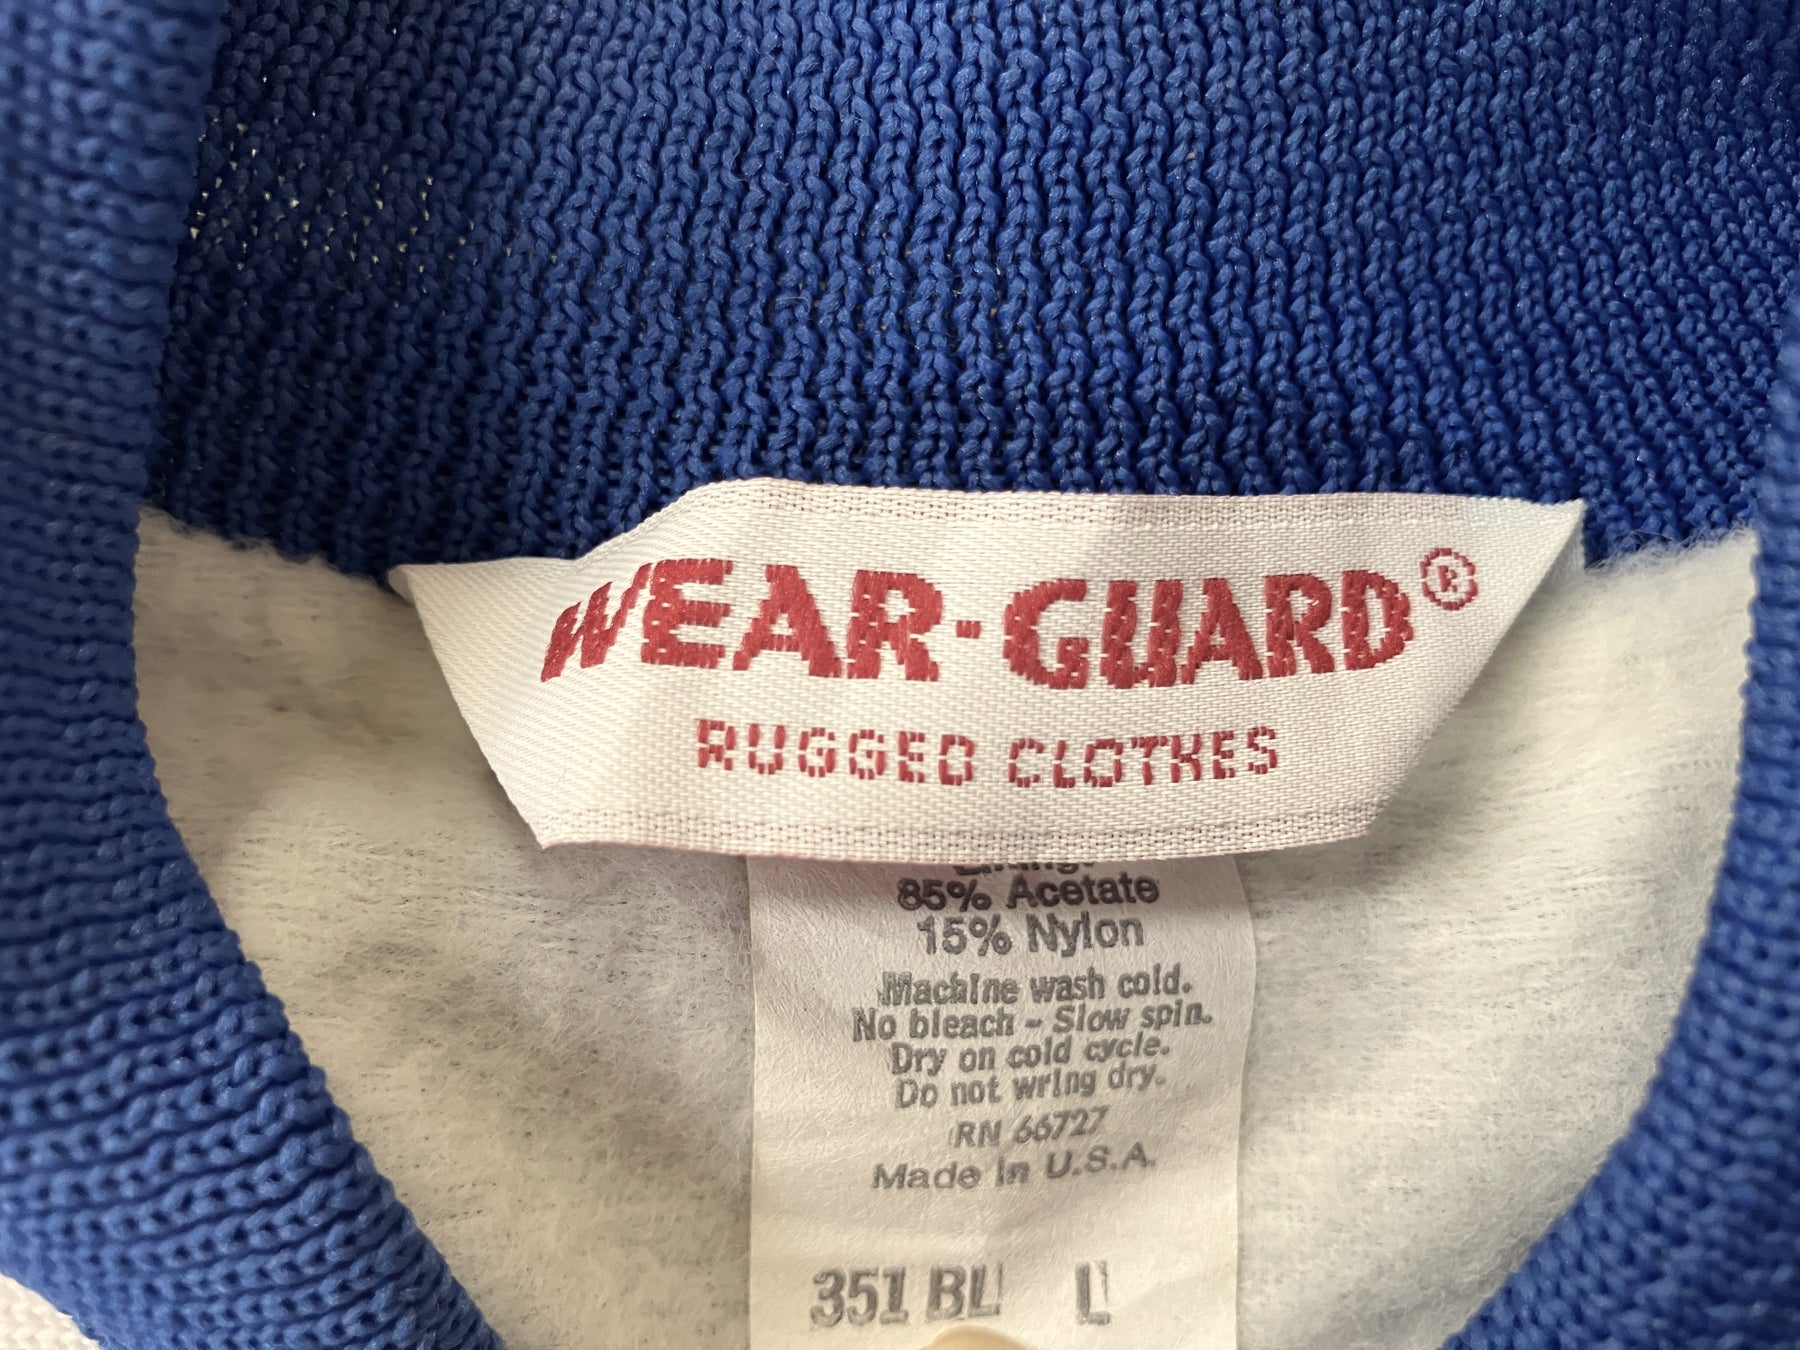 WEAR-GUARD®
RUGGED CLOTHES
Lining:
85% Acetate
15% Nylon
Machine wash cold.
No bleach - Slow spin.
Dry on cold cycle.
Do not wring dry.
RN 66727
Made in U.S.A.
351 BL L